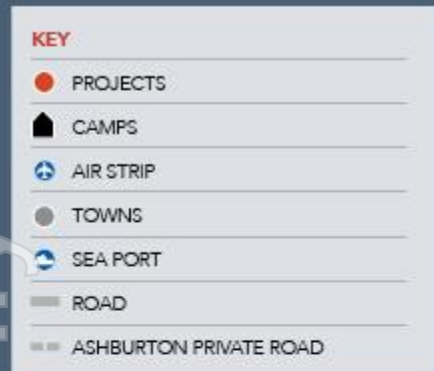 KEY
PROJECTS
CAMPS
AIR STRIP
TOWNS
SEA PORT
ROAD
ASHBURTON PRIVATE ROAD